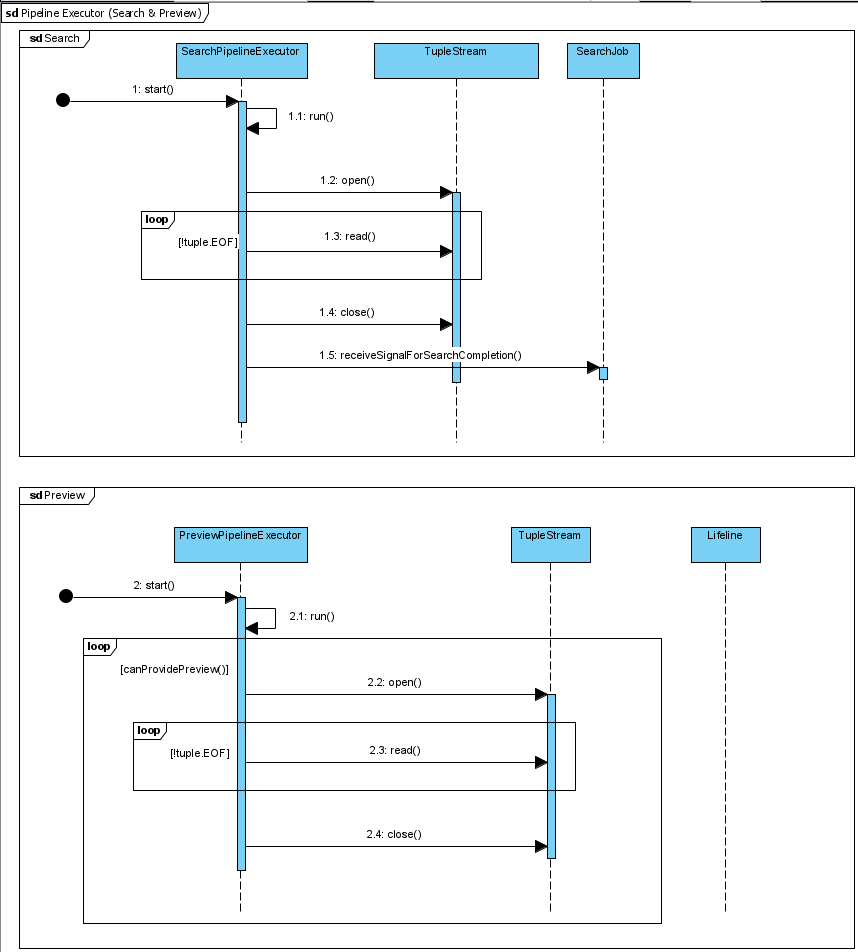 sd Pipeline Executor (Search & Preview)
sd Search
SearchPipelineExecutor
TupleStream
SearchJob
1: start()
1.1: run()
1.2: open()
loop
[!tuple.EOF]
1.3: read()
1.4: close()
1.5: receiveSignalForSearchCompletion()
sd Preview
PreviewPipelineExecutor
TupleStream
Lifeline
2: start()
2.1: run()
loop
[canProvidePreview()]
2.2: open()
loop
[!tuple.EOF]
2.3: read()
2.4: close()